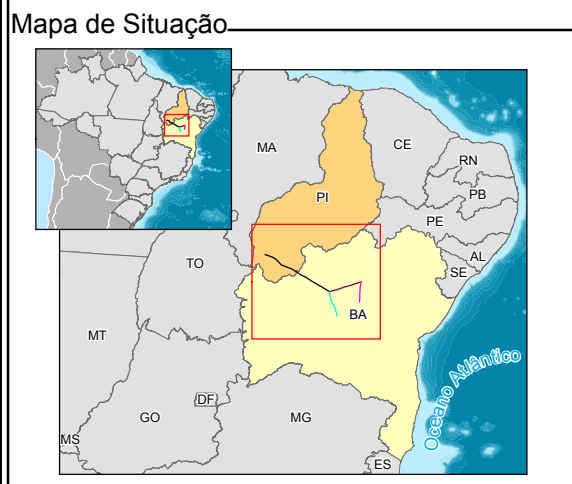 Mapa de Situação
MA
CE
RN
PB
PI
PE
AL
SE
TO
BA
MT
Oceano Atlântico
DF
GO
MG
MS
ES